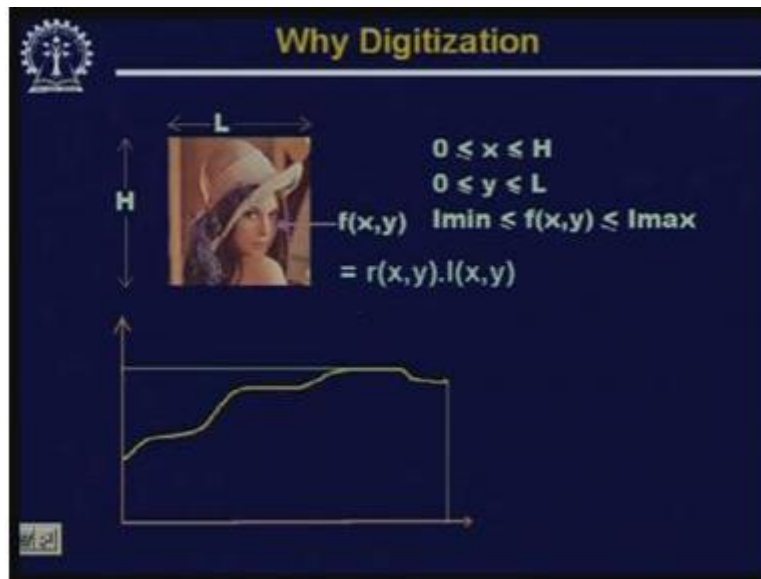 Why Digitization
L
0 ≤ x ≤ H
0 ≤ y ≤ L
H
f(x,y) Imin ≤ f(x,y) ≤ Imax
= r(x,y).I(x,y)